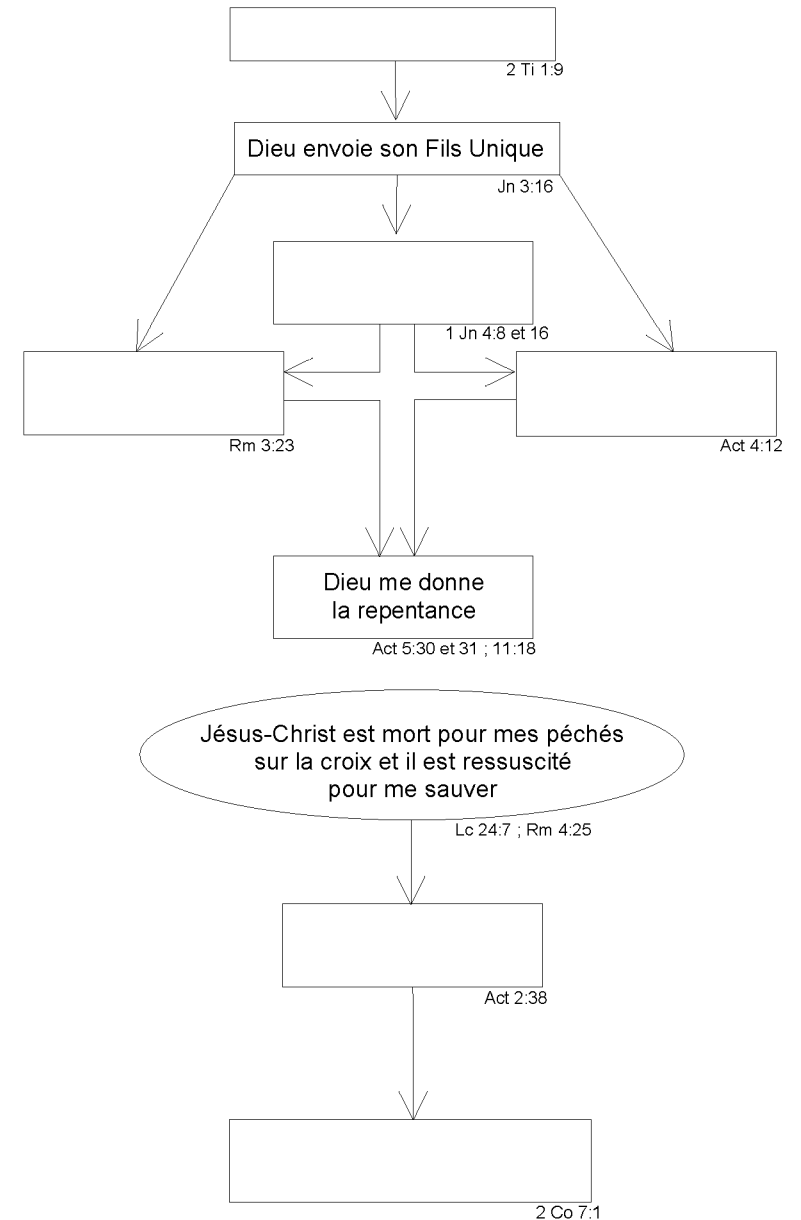 2 Ti 1:9
Dieu envoie son Fils Unique
Jn 3:16
1 Jn 4:8 et 16
Rm 3:23
Act 4:12
Dieu me donne
la repentance
Act 5:30 et 31 ; 11:18
Jésus-Christ est mort pour mes péchés
sur la croix et il est ressuscité
pour me sauver
Lc 24:7 ; Rm 4:25
Act 2:38
2 Co 7:1